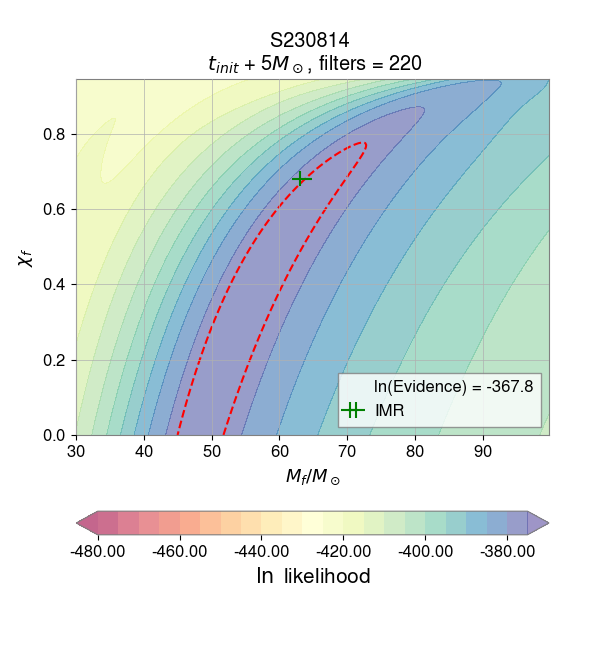 S230814
t_init + 5M_⊙, filters = 220
χ_f
0.8
0.6
0.4
0.2
0.0
30 40 50 60 70 80 90
M_f/M_⊙
ln(Evidence) = -367.8
IMR
-480.00 -460.00 -440.00 -420.00 -400.00 -380.00
ln likelihood